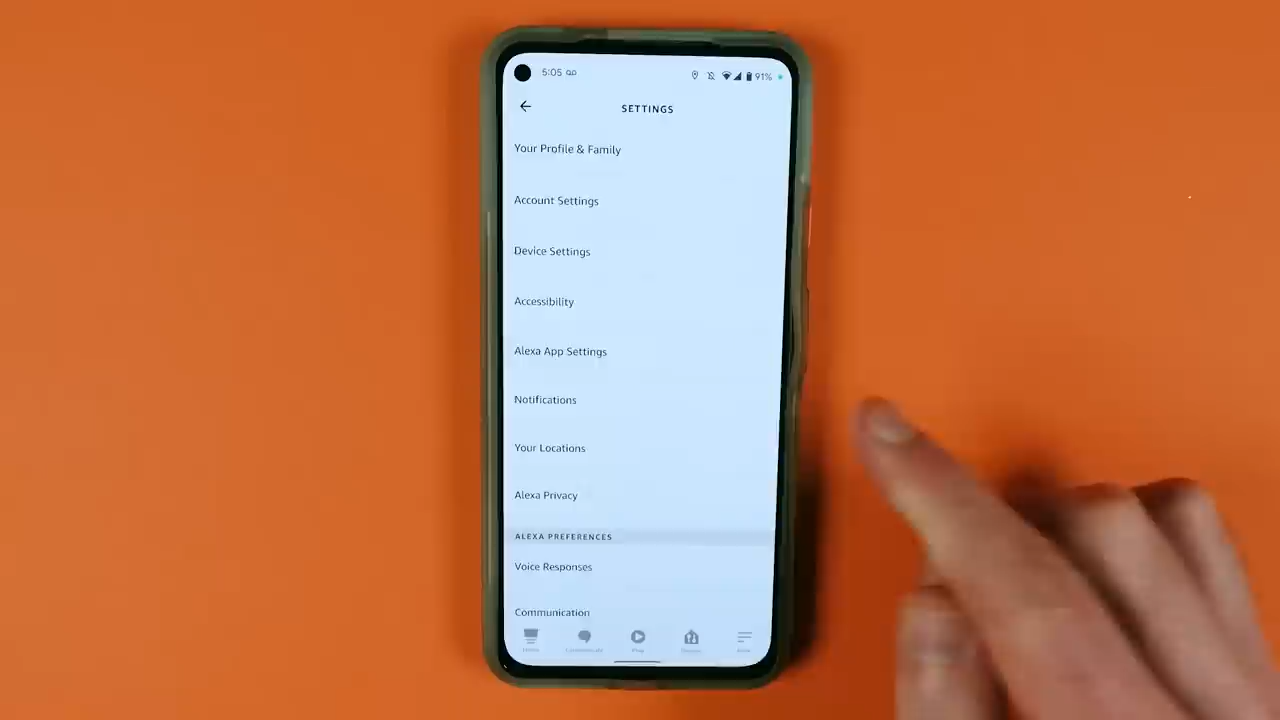 5:05
91%
SETTINGS
Your Profile & Family
Account Settings
Device Settings
Accessibility
Alexa App Settings
Notifications
Your Locations
Alexa Privacy
ALEXA PREFERENCES
Voice Responses
Communication